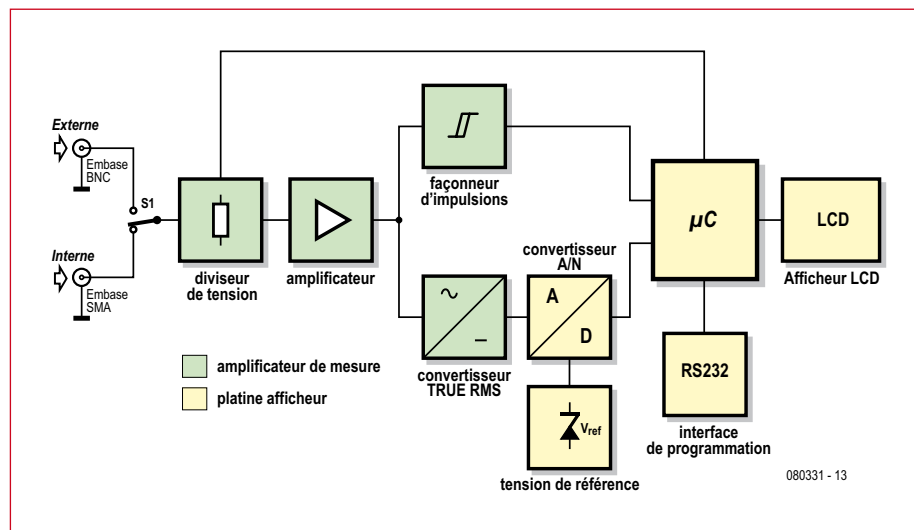 Externe
Embase
BNC
S1
Interne
Embase
SMA
diviseur
de tension
amplificateur
façonneur
d'impulsions
convertisseur
TRUE RMS
convertisseur
A/N
A
D
Vref
tension de référence
µC
LCD
Afficheur LCD
RS232
interface
de programmation
amplificateur de mesure
platine afficheur
080331 - 13